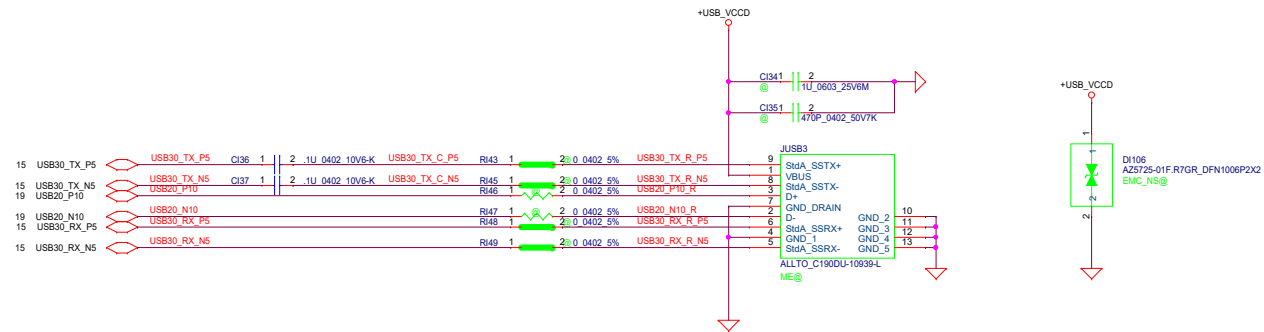 +USB_VCCD
CI34 1 2
@ 1U_0603_25V6M
CI35 1 2
@ 470P_0402_50V7K
+USB_VCCD
JUSB3
15 USB30_TX_P5 USB30_TX_P5 CI36 1 2 .1U_0402_10V6-K USB30_TX_C_P5 RI43 1 2 @ 0_0402_5% USB30_TX_R_P5 9 StdA_SSTX+
1 VBUS
15 USB30_TX_N5 USB30_TX_N5 CI37 1 2 .1U_0402_10V6-K USB30_TX_C_N5 RI45 1 2 @ 0_0402_5% USB30_TX_R_N5 8 StdA_SSTX-
19 USB20_P10 USB20_P10 RI46 1 @ 2 0_0402_5% USB20_P10_R 3 D+
7 GND_DRAIN
19 USB20_N10 USB20_N10 RI47 1 @ 2 0_0402_5% USB20_N10_R 2 D- GND_2 10
15 USB30_RX_P5 USB30_RX_P5 RI48 1 2 @ 0_0402_5% USB30_RX_R_P5 6 StdA_SSRX+ GND_3 11
4 GND_1 GND_4 12
15 USB30_RX_N5 USB30_RX_N5 RI49 1 2 @ 0_0402_5% USB30_RX_R_N5 5 StdA_SSRX- GND_5 13
ALLTO_C190DU-10939-L
ME@
1
1
DI106
AZ5725-01F.R7GR_DFN1006P2X2
EMC_NS@
2
2